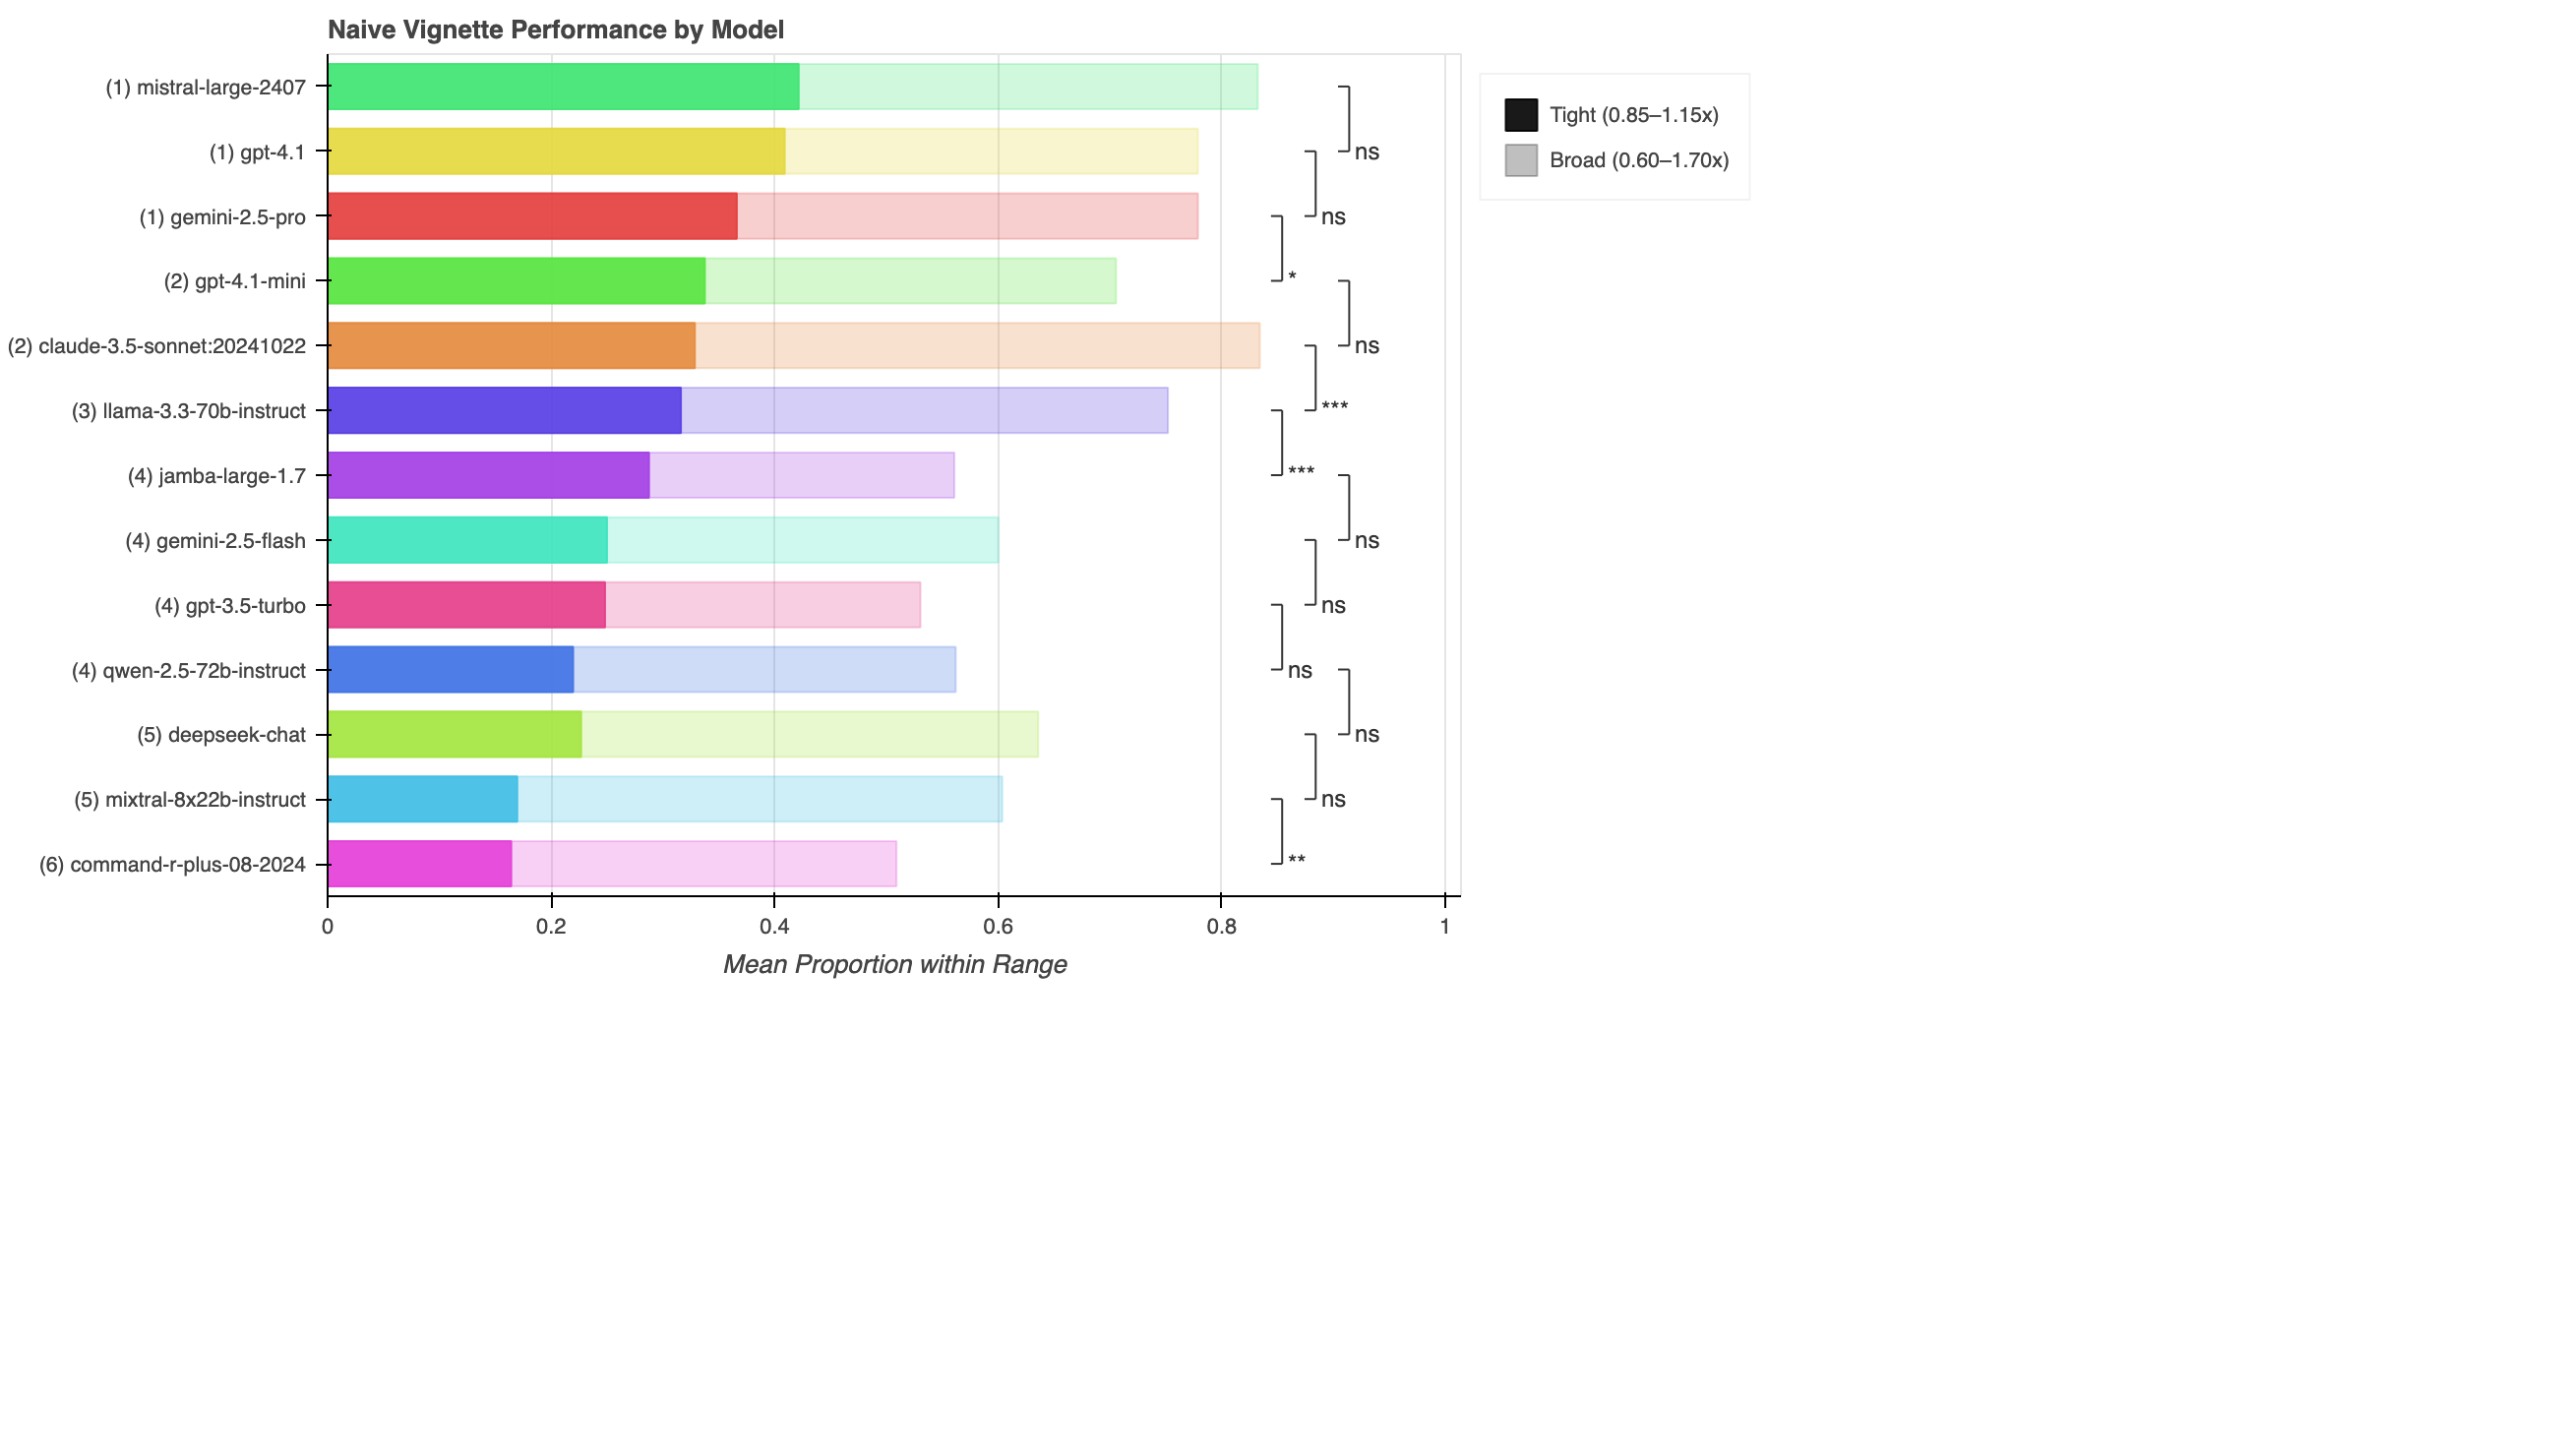 Naive Vignette Performance by Model
(1) mistral-large-2407
(1) gpt-4.1
(1) gemini-2.5-pro
(2) gpt-4.1-mini
(2) claude-3.5-sonnet:20241022
(3) llama-3.3-70b-instruct
(4) jamba-large-1.7
(4) gemini-2.5-flash
(4) gpt-3.5-turbo
(4) qwen-2.5-72b-instruct
(5) deepseek-chat
(5) mixtral-8x22b-instruct
(6) command-r-plus-08-2024
ns
ns
*
ns
***
***
ns
ns
ns
ns
ns
**
0 0.2 0.4 0.6 0.8 1
Mean Proportion within Range
Tight (0.85–1.15x)
Broad (0.60–1.70x)